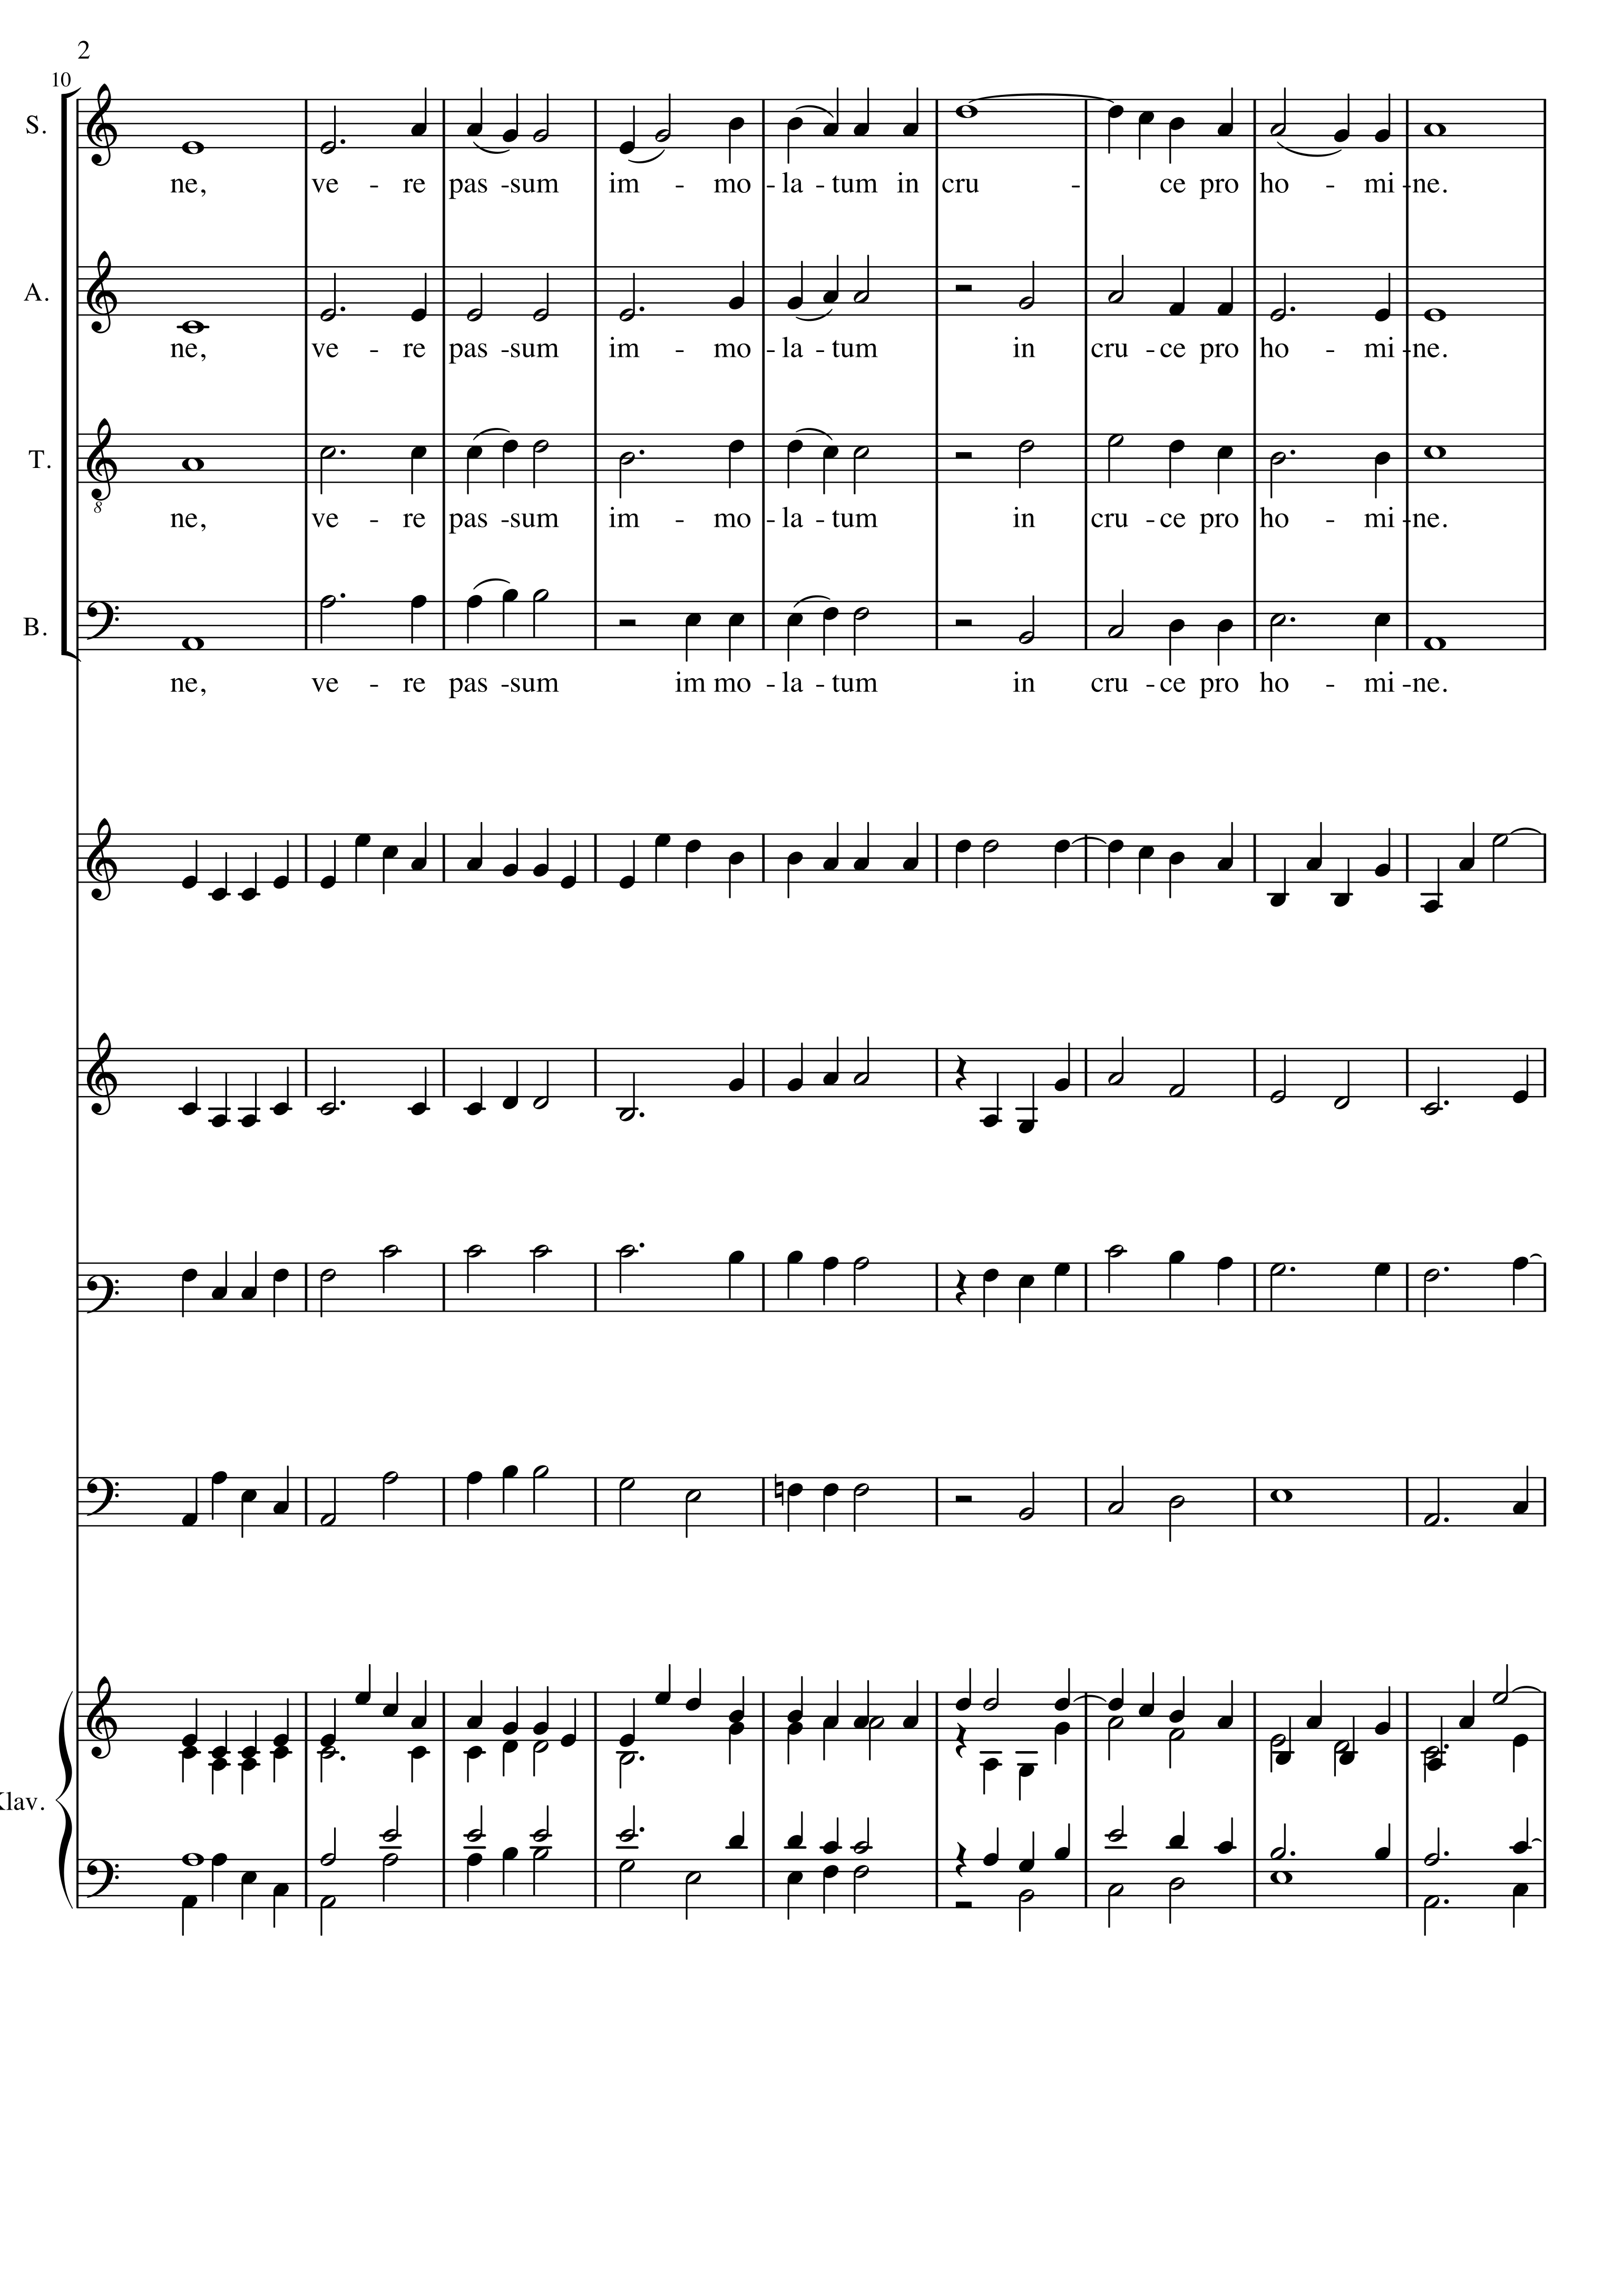 2
10
S.
ne, ve - re pas - sum im - mo - la - tum in cru - ce pro ho - mi - ne.
A.
ne, ve - re pas - sum im - mo - la - tum in cru - ce pro ho - mi - ne.
T.
8
ne, ve - re pas - sum im - mo - la - tum in cru - ce pro ho - mi - ne.
B.
ne, ve - re pas - sum im mo - la - tum in cru - ce pro ho - mi - ne.
Klav.